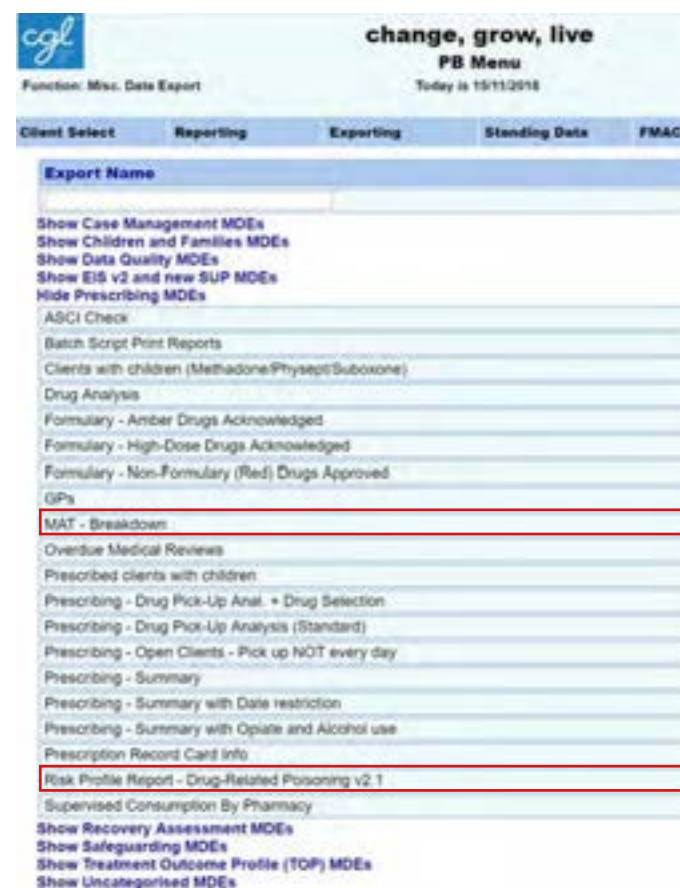 cgl
change, grow, live
PB Menu
Function: Misc. Data Export
Today is 15/11/2018
Client Select Reporting Exporting Standing Data FMAC
Export Name
Show Case Management MDEs
Show Children and Families MDEs
Show Data Quality MDEs
Show EIS v2 and new SUP MDEs
Hide Prescribing MDEs
ASCI Check
Batch Script Print Reports
Clients with children (Methadone/Physept/Suboxone)
Drug Analysis
Formulary - Amber Drugs Acknowledged
Formulary - High-Dose Drugs Acknowledged
Formulary - Non-Formulary (Red) Drugs Approved
GPs
MAT - Breakdown
Overdue Medical Reviews
Prescribed clients with children
Prescribing - Drug Pick-Up Anal. + Drug Selection
Prescribing - Drug Pick-Up Analysis (Standard)
Prescribing - Open Clients - Pick up NOT every day
Prescribing - Summary
Prescribing - Summary with Date restriction
Prescribing - Summary with Opiate and Alcohol use
Prescription Record Card Info
Risk Profile Report - Drug-Related Poisoning v2.1
Supervised Consumption By Pharmacy
Show Recovery Assessment MDEs
Show Safeguarding MDEs
Show Treatment Outcome Profile (TOP) MDEs
Show Uncategorised MDEs